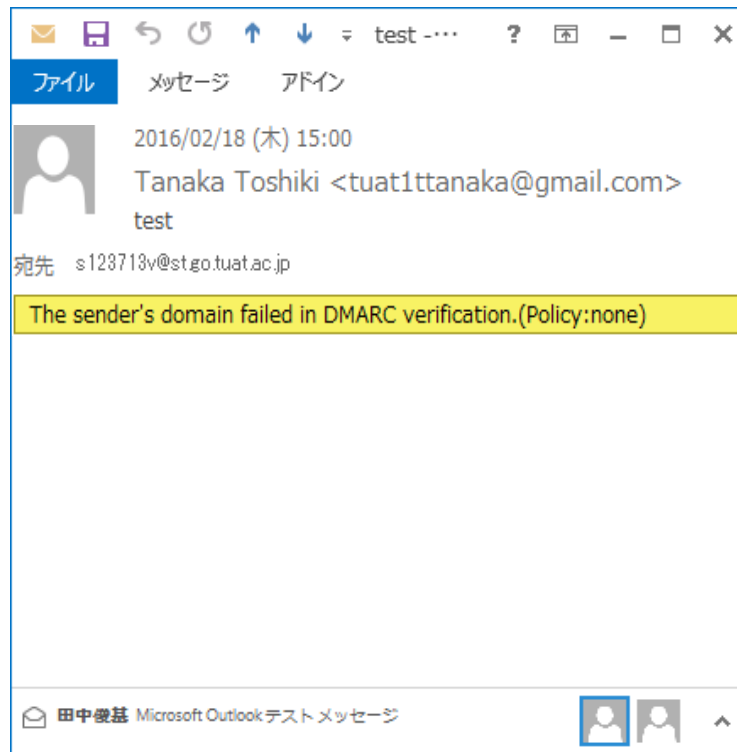 test -⋯ ?
ファイル メッセージ アドイン
2016/02/18 (木) 15:00
Tanaka Toshiki <tuat1ttanaka@gmail.com>
test
宛先 s123713v@st.go.tuat.ac.jp
The sender's domain failed in DMARC verification.(Policy:none)
田中俊基 Microsoft Outlook テスト メッセージ